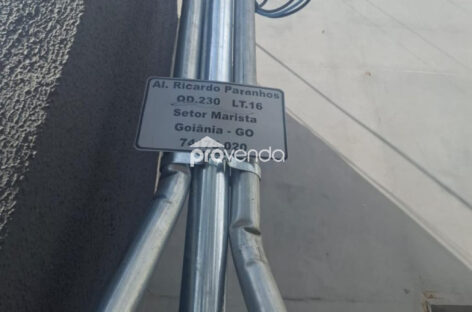 Al. Ricardo Paranhos
QD.230 LT.16
Setor Marista
Goiânia - GO
provenda